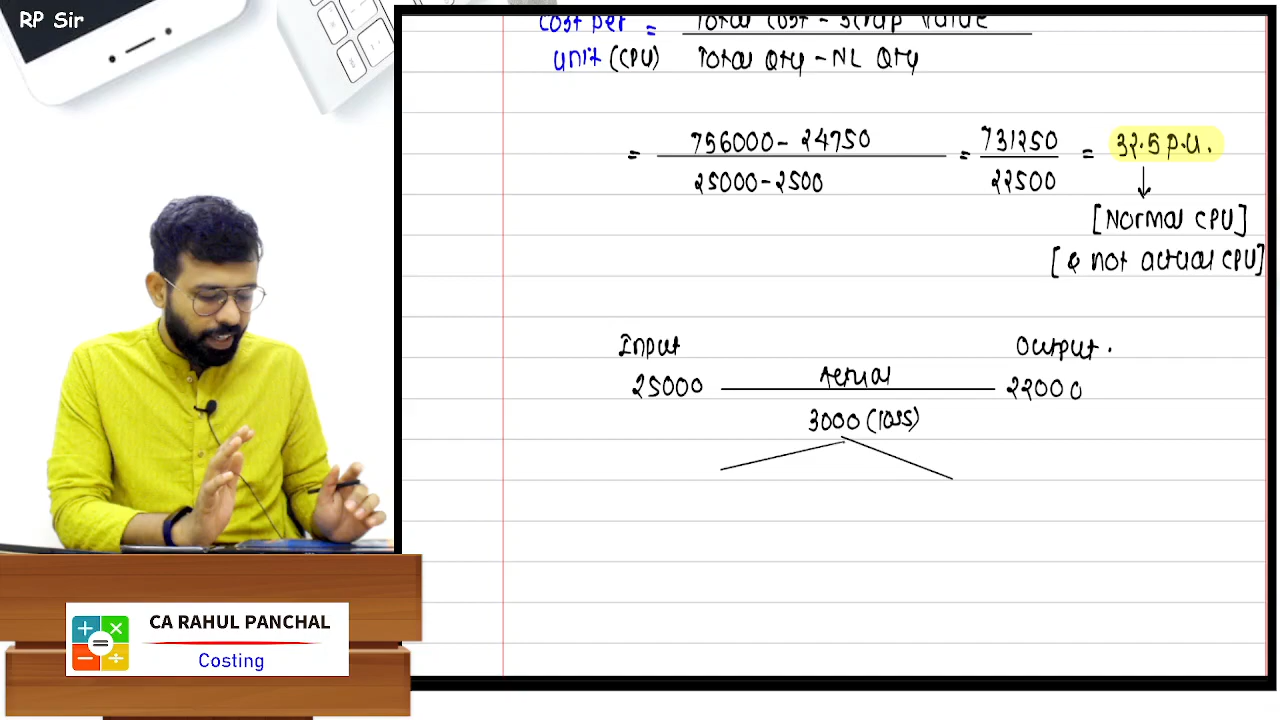 RP Sir
Cost per = Total Cost - Scrap Value
unit (CPU) Total Qty - NL Qty
= 756000 - 24750 = 731250 = 32.5 P.U.
25000 - 2500 22500
[Normal CPU]
[& not actual CPU]
Input Output.
25000 Actual 22000
3000 (loss)
CA RAHUL PANCHAL
Costing